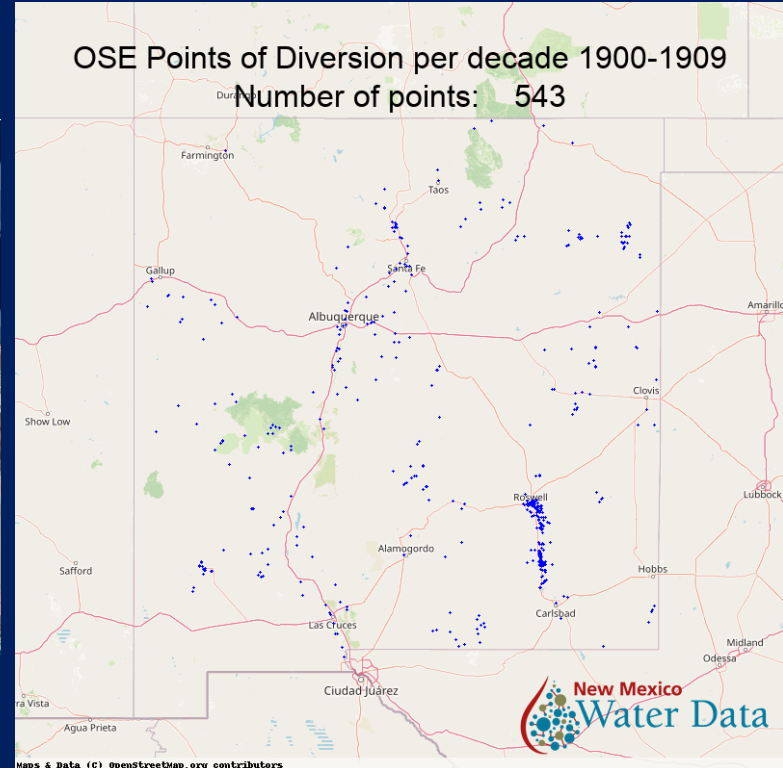 OSE Points of Diversion per decade 1900-1909
Number of points: 543
Durango
Farmington
Taos
Gallup
Santa Fe
Albuquerque
Amarillo
Clovis
Show Low
Lubbock
Roswell
Alamogordo
Safford
Hobbs
Carlsbad
Las Cruces
Midland
Odessa
Ciudad Juárez
New Mexico
Water Data
ra Vista
Agua Prieta
Maps & Data (C) OpenStreetMap.org contributors